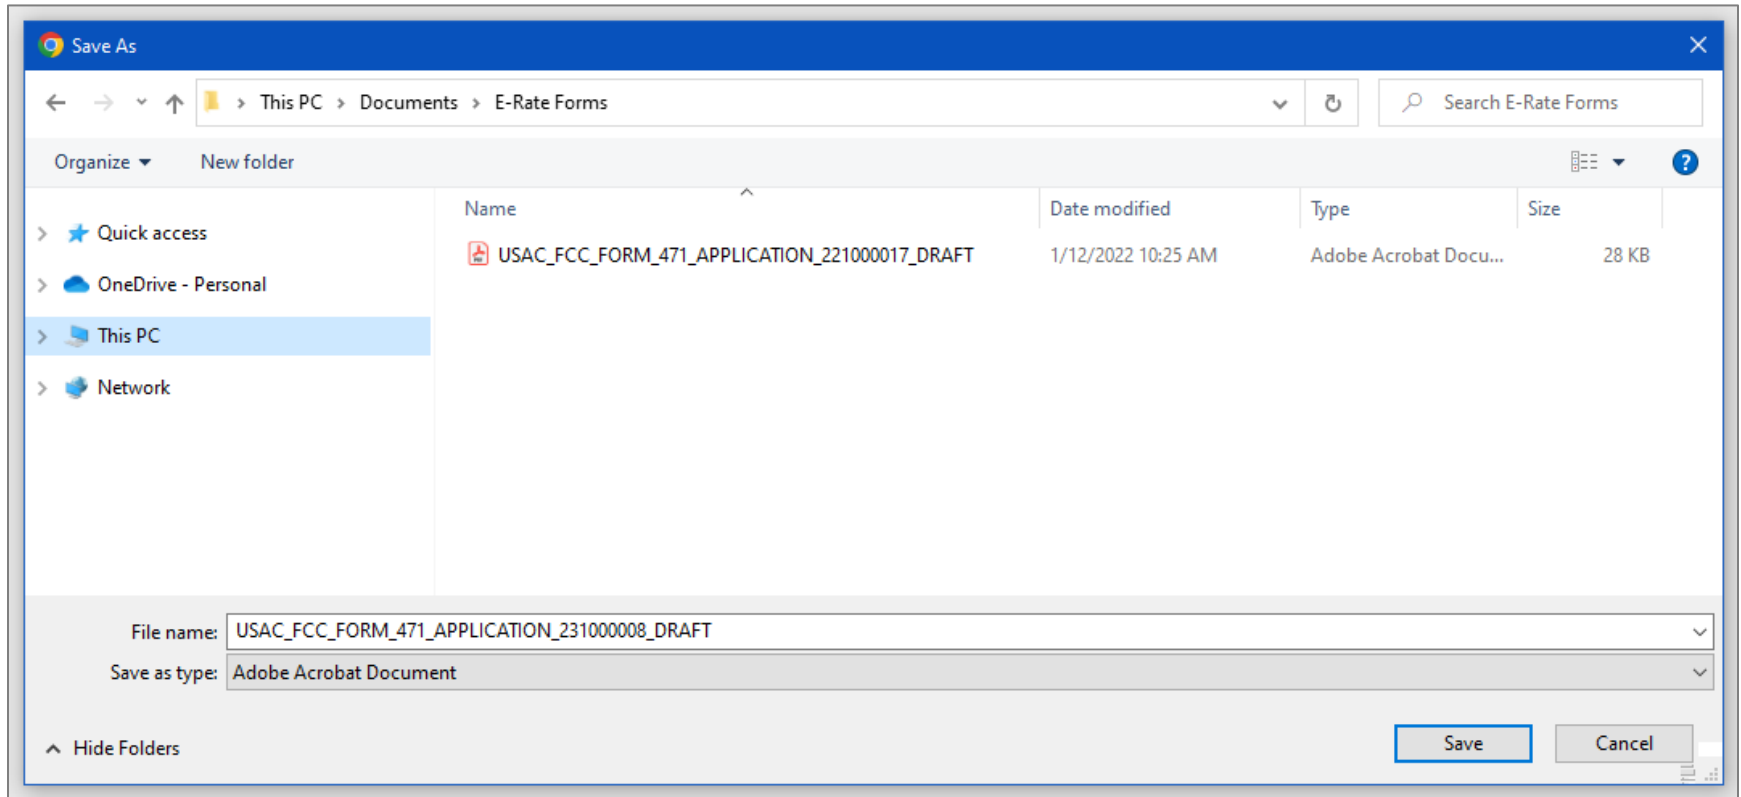 Save As
This PC > Documents > E-Rate Forms
Search E-Rate Forms
Organize
New folder
Name
Date modified
Type
Size
Quick access
USAC_FCC_FORM_471_APPLICATION_221000017_DRAFT
1/12/2022 10:25 AM
Adobe Acrobat Docu...
28 KB
OneDrive - Personal
This PC
Network
File name: USAC_FCC_FORM_471_APPLICATION_231000008_DRAFT
Save as type: Adobe Acrobat Document
Hide Folders
Save
Cancel